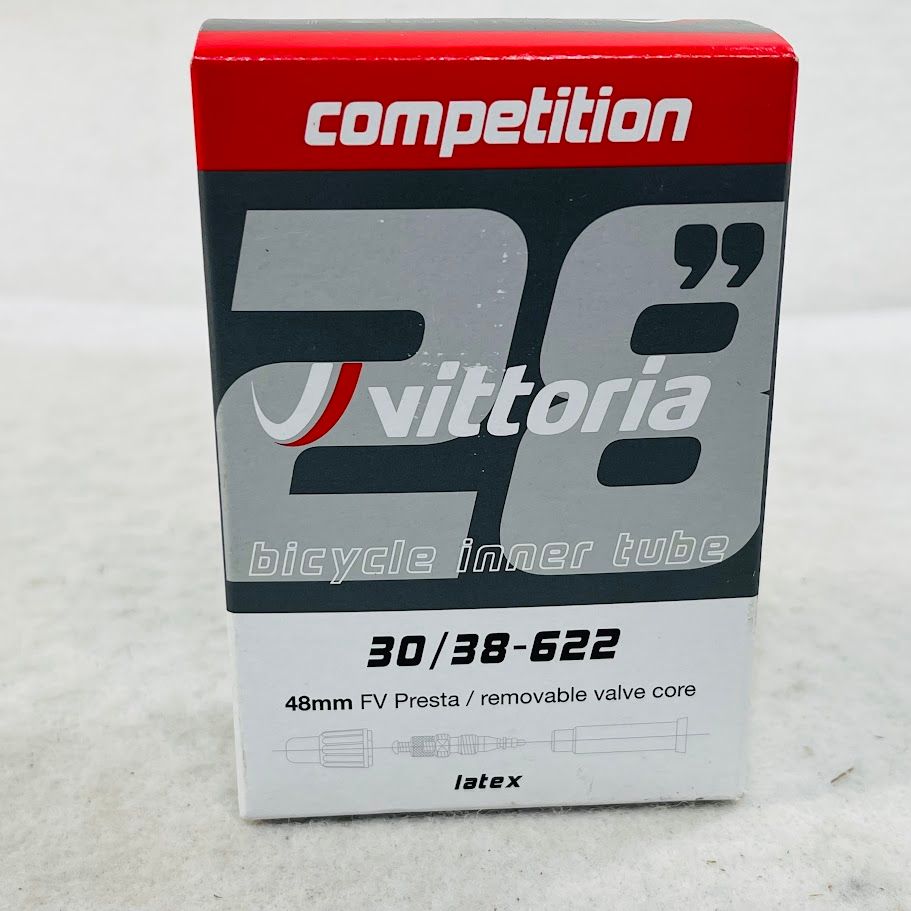 competition
28”
vittoria
bicycle inner tube
30/38-622
48mm FV Presta / removable valve core
latex